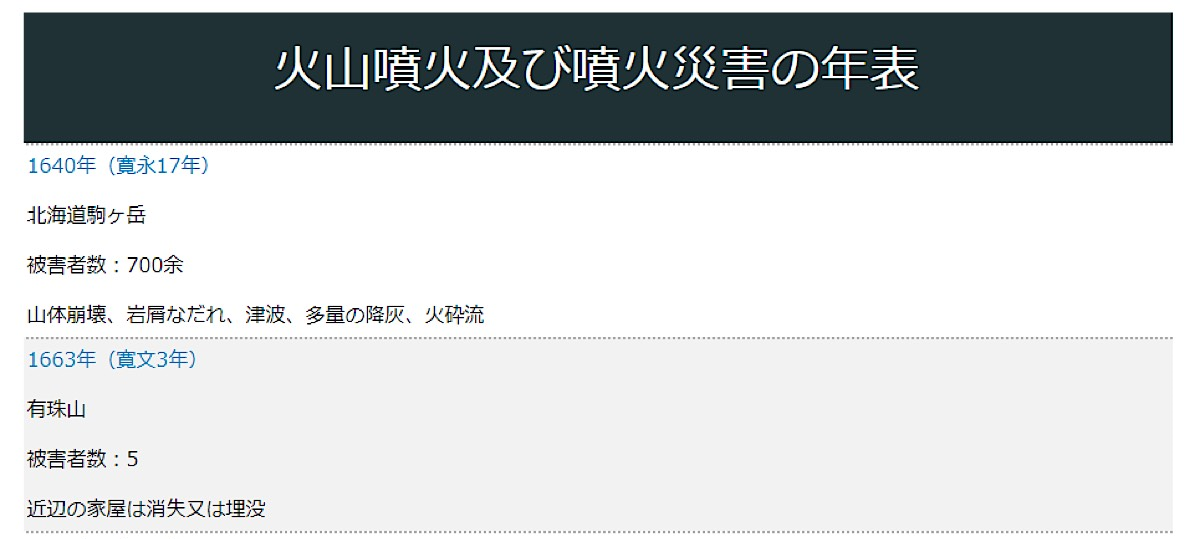 火山噴火及び噴火災害の年表
1640年（寛永17年）
北海道駒ヶ岳
被害者数：700余
山体崩壊、岩屑なだれ、津波、多量の降灰、火砕流
1663年（寛文3年）
有珠山
被害者数：5
近辺の家屋は消失又は埋没